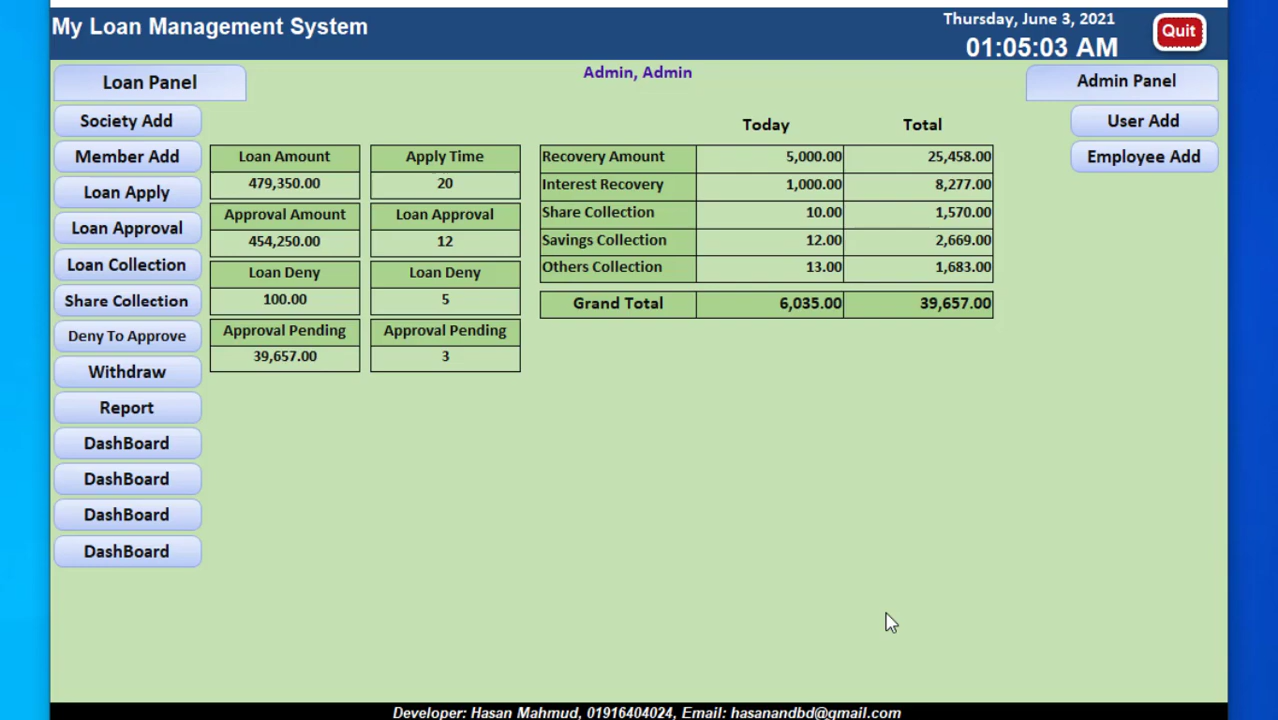 My Loan Management System
Thursday, June 3, 2021
01:05:03 AM
Quit
Loan Panel
Admin, Admin
Admin Panel
Society Add
Member Add
Loan Apply
Loan Approval
Loan Collection
Share Collection
Deny To Approve
Withdraw
Report
DashBoard
DashBoard
DashBoard
DashBoard
Loan Amount
479,350.00
Approval Amount
454,250.00
Loan Deny
100.00
Approval Pending
39,657.00
Apply Time
20
Loan Approval
12
Loan Deny
5
Approval Pending
3
Today Total
Recovery Amount 5,000.00 25,458.00
Interest Recovery 1,000.00 8,277.00
Share Collection 10.00 1,570.00
Savings Collection 12.00 2,669.00
Others Collection 13.00 1,683.00
Grand Total 6,035.00 39,657.00
User Add
Employee Add
Developer: Hasan Mahmud, 01916404024, Email: hasanandbd@gmail.com